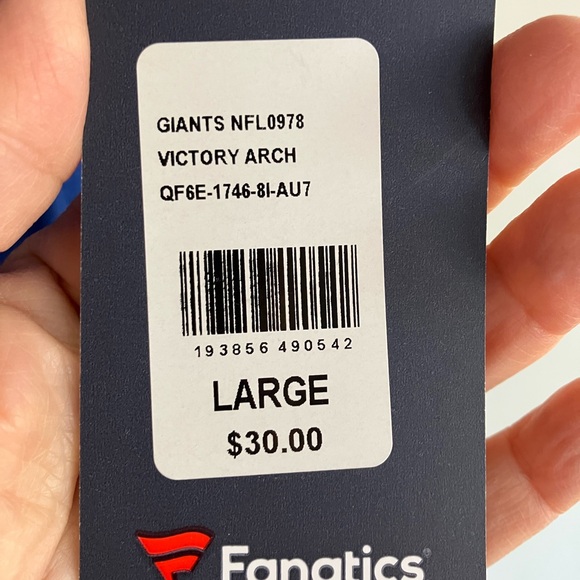 GIANTS NFL0978
VICTORY ARCH
QF6E-1746-8I-AU7
193856 490542
LARGE
$30.00
Fanatics